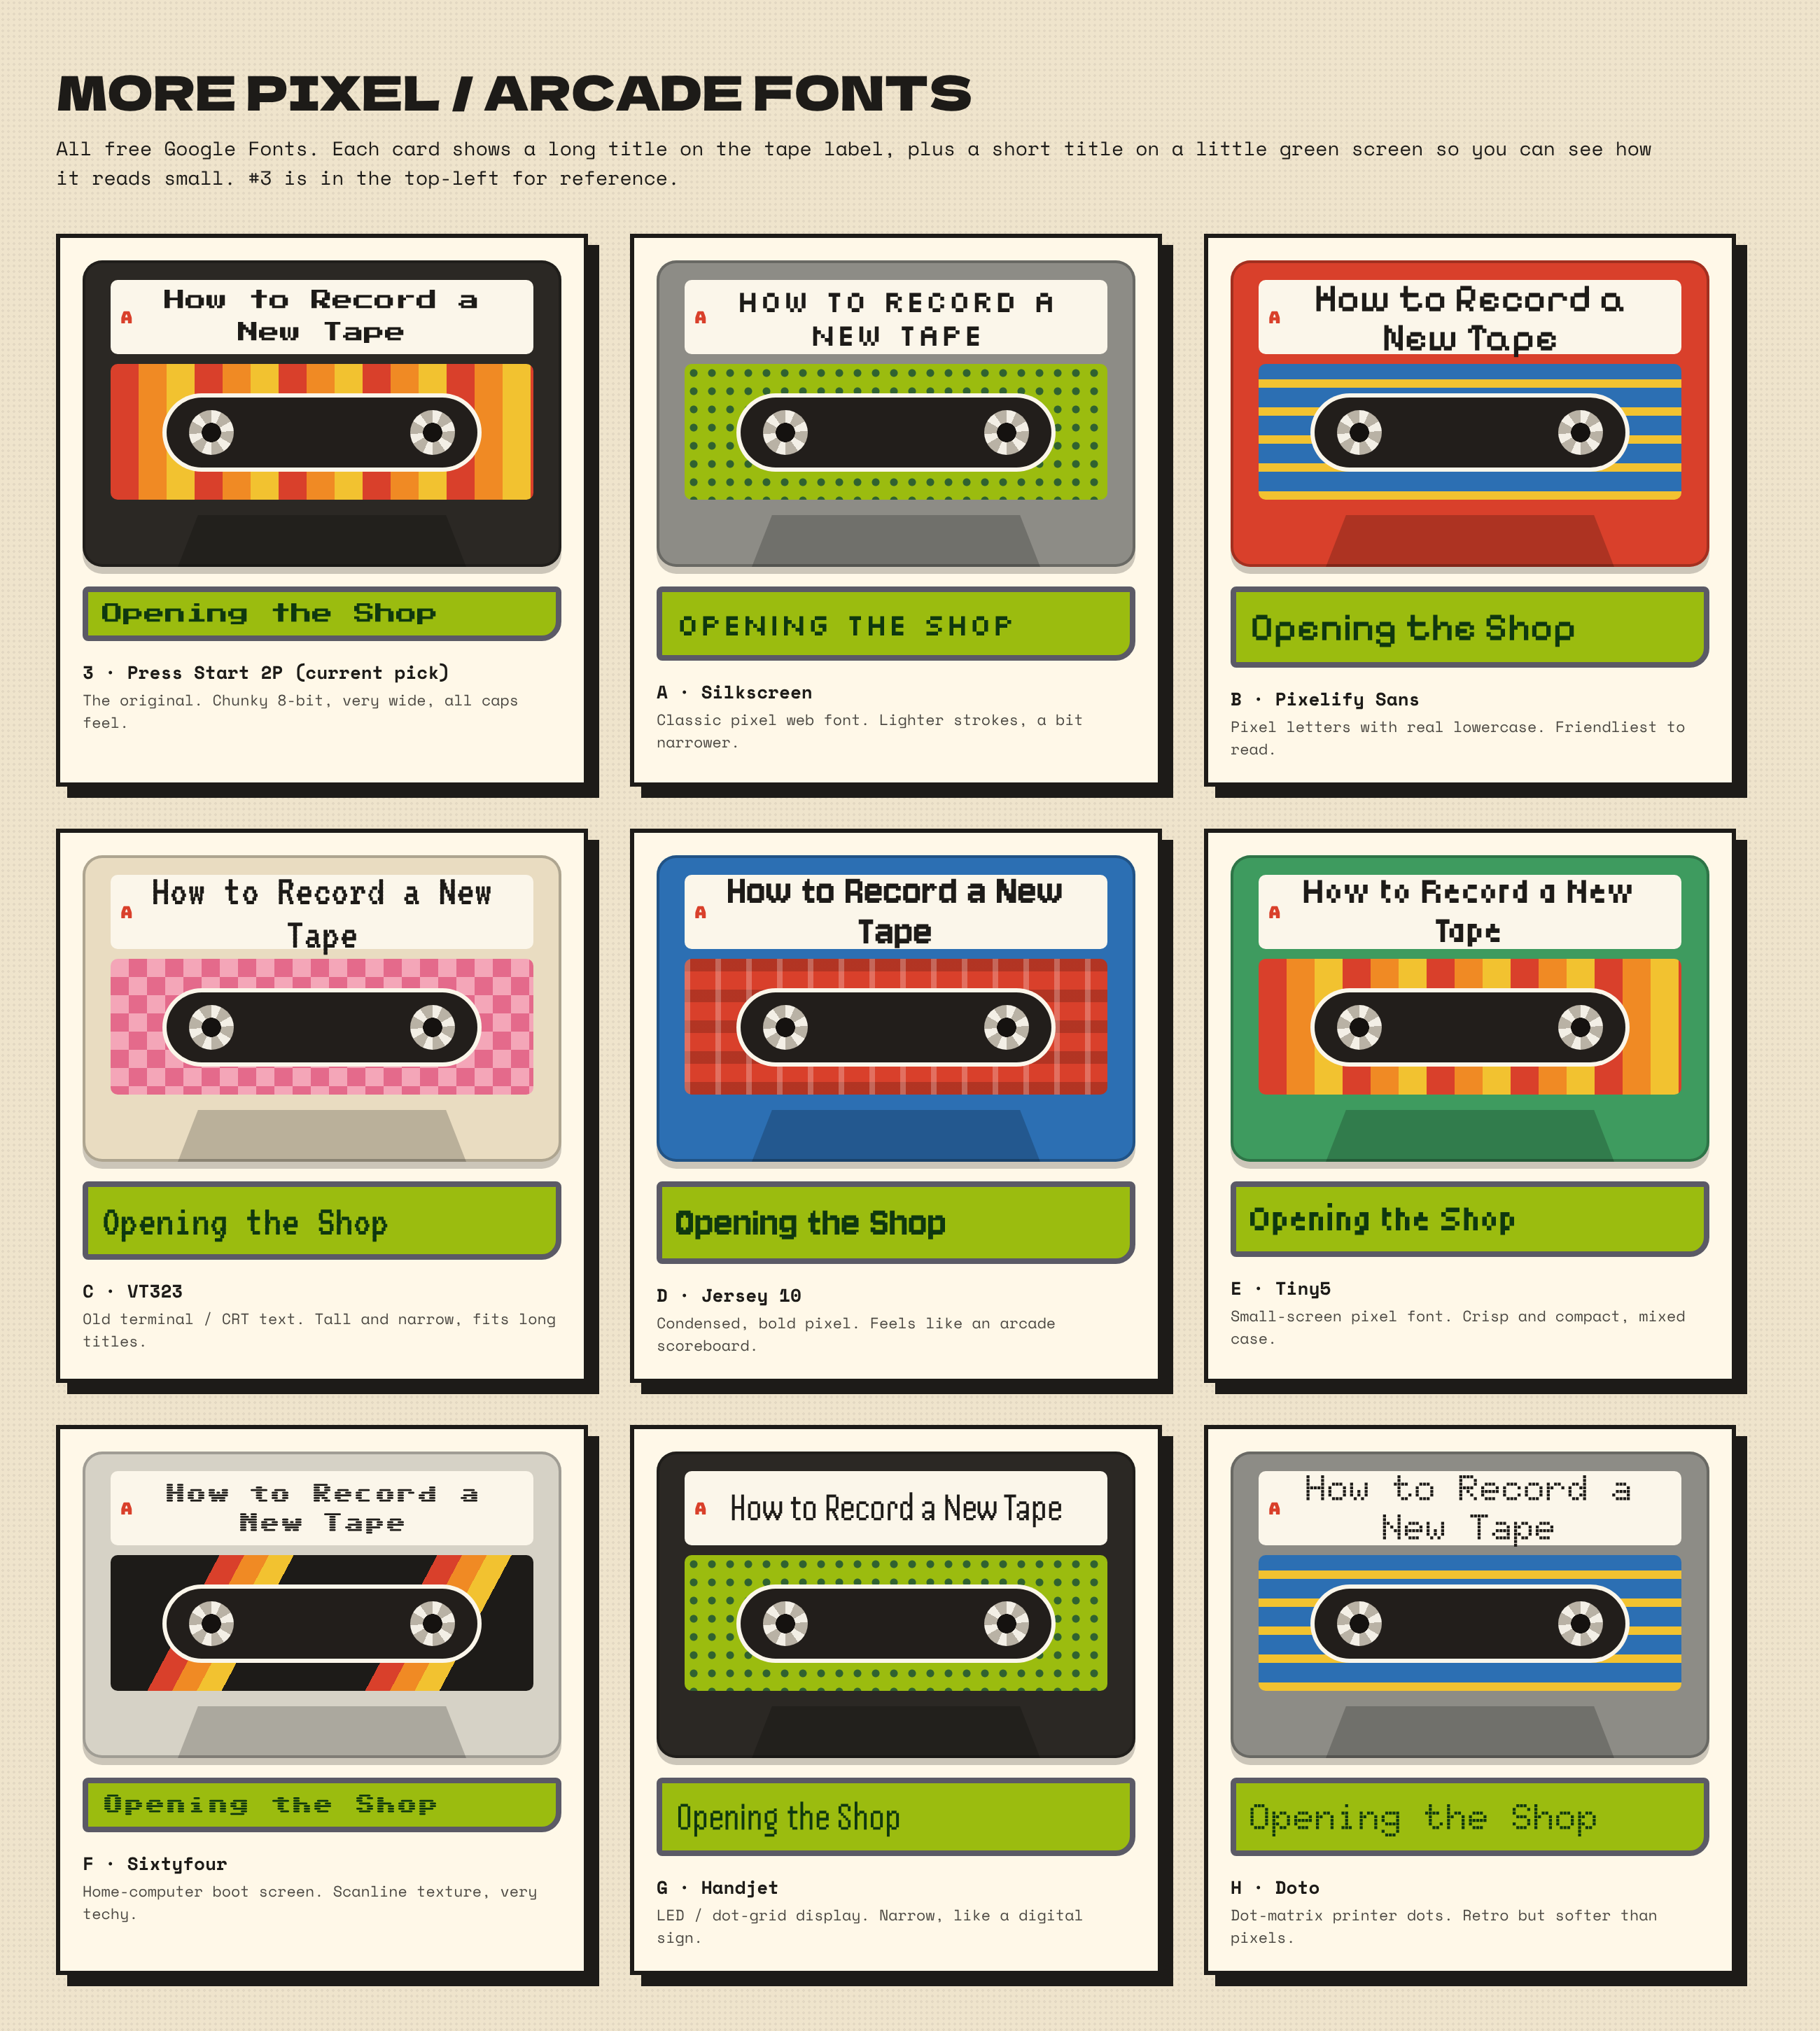 MORE PIXEL / ARCADE FONTS
All free Google Fonts. Each card shows a long title on the tape label, plus a short title on a little green screen so you can see how
it reads small. #3 is in the top-left for reference.
A
How to Record a
New Tape
Opening the Shop
3 · Press Start 2P (current pick)
The original. Chunky 8-bit, very wide, all caps
feel.
A
HOW TO RECORD A
NEW TAPE
OPENING THE SHOP
A · Silkscreen
Classic pixel web font. Lighter strokes, a bit
narrower.
A
How to Record a
New Tape
Opening the Shop
B · Pixelify Sans
Pixel letters with real lowercase. Friendliest to
read.
A
How to Record a New
Tape
Opening the Shop
C · VT323
Old terminal / CRT text. Tall and narrow, fits long
titles.
A
How to Record a New
Tape
Opening the Shop
D · Jersey 10
Condensed, bold pixel. Feels like an arcade
scoreboard.
A
How to Record a New
Tape
Opening the Shop
E · Tiny5
Small-screen pixel font. Crisp and compact, mixed
case.
A
How to Record a
New Tape
Opening the Shop
F · Sixtyfour
Home-computer boot screen. Scanline texture, very
techy.
A
How to Record a New Tape
Opening the Shop
G · Handjet
LED / dot-grid display. Narrow, like a digital
sign.
A
How to Record a
New Tape
Opening the Shop
H · Doto
Dot-matrix printer dots. Retro but softer than
pixels.